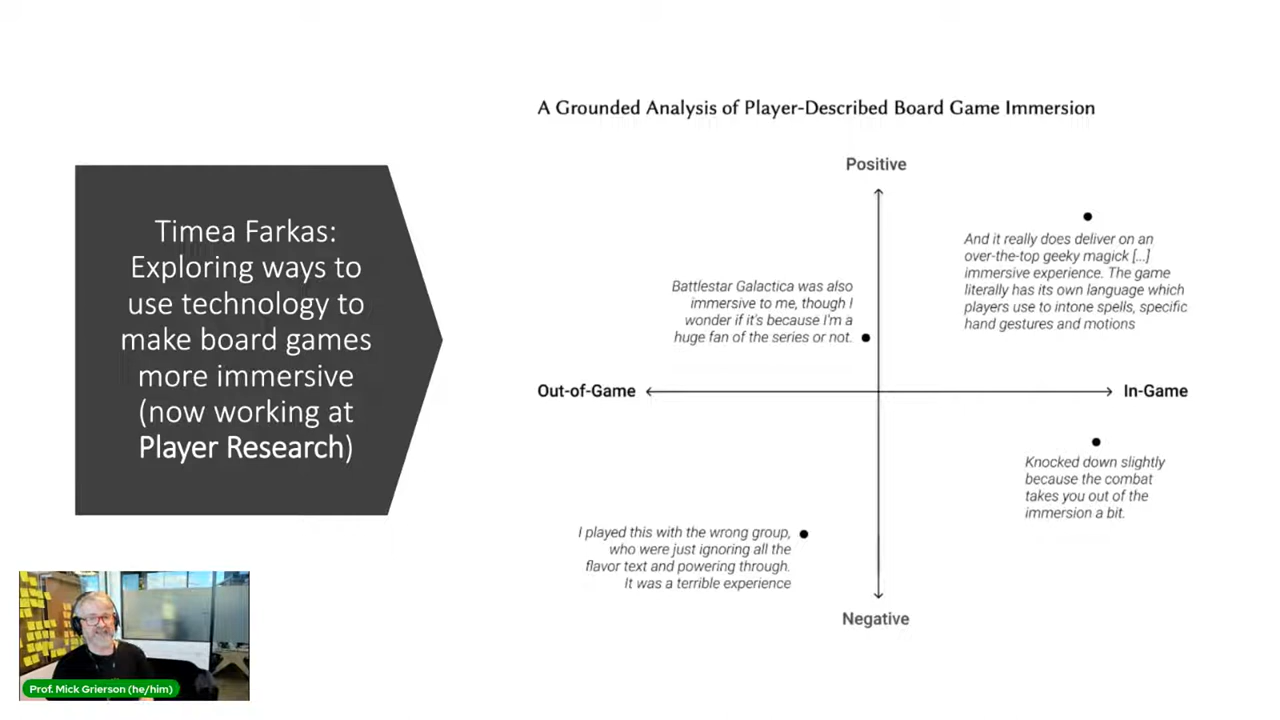 A Grounded Analysis of Player-Described Board Game Immersion
Timea Farkas:
Exploring ways to
use technology to
make board games
more immersive
(now working at
Player Research)
Positive
And it really does deliver on an
over-the-top geeky magick [...]
immersive experience. The game
literally has its own language which
players use to intone spells, specific
hand gestures and motions
Battlestar Galactica was also
immersive to me, though I
wonder if it's because I'm a
huge fan of the series or not.
Out-of-Game
In-Game
Knocked down slightly
because the combat
takes you out of the
immersion a bit.
I played this with the wrong group,
who were just ignoring all the
flavor text and powering through.
It was a terrible experience
Negative
Prof. Mick Grierson (he/him)